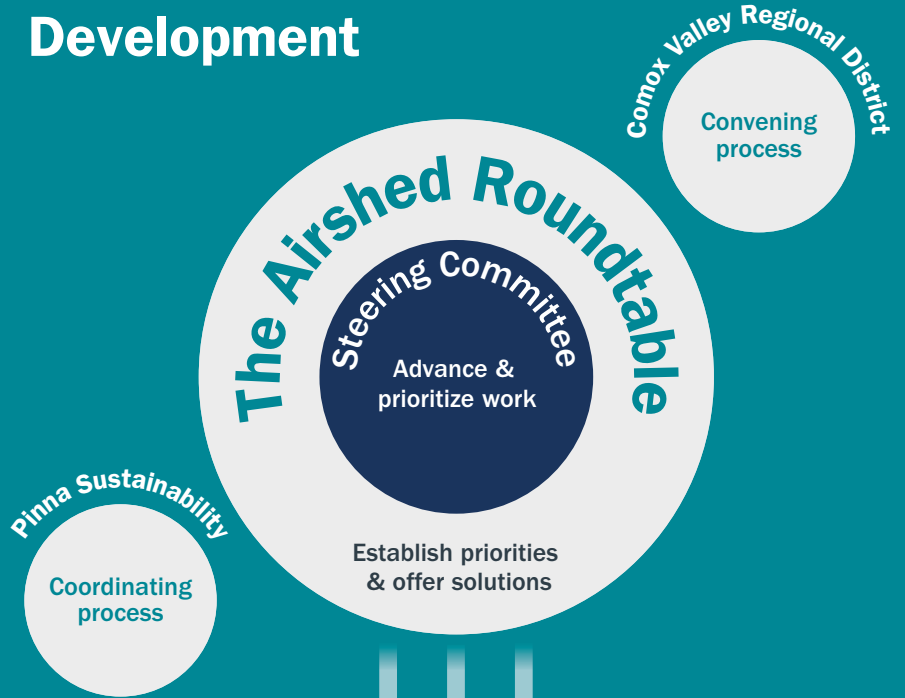 Development
Comox Valley Regional District
Convening
process
The Airshed Roundtable
Steering Committee
Advance &
prioritize work
Establish priorities
& offer solutions
Pinna Sustainability
Coordinating
process